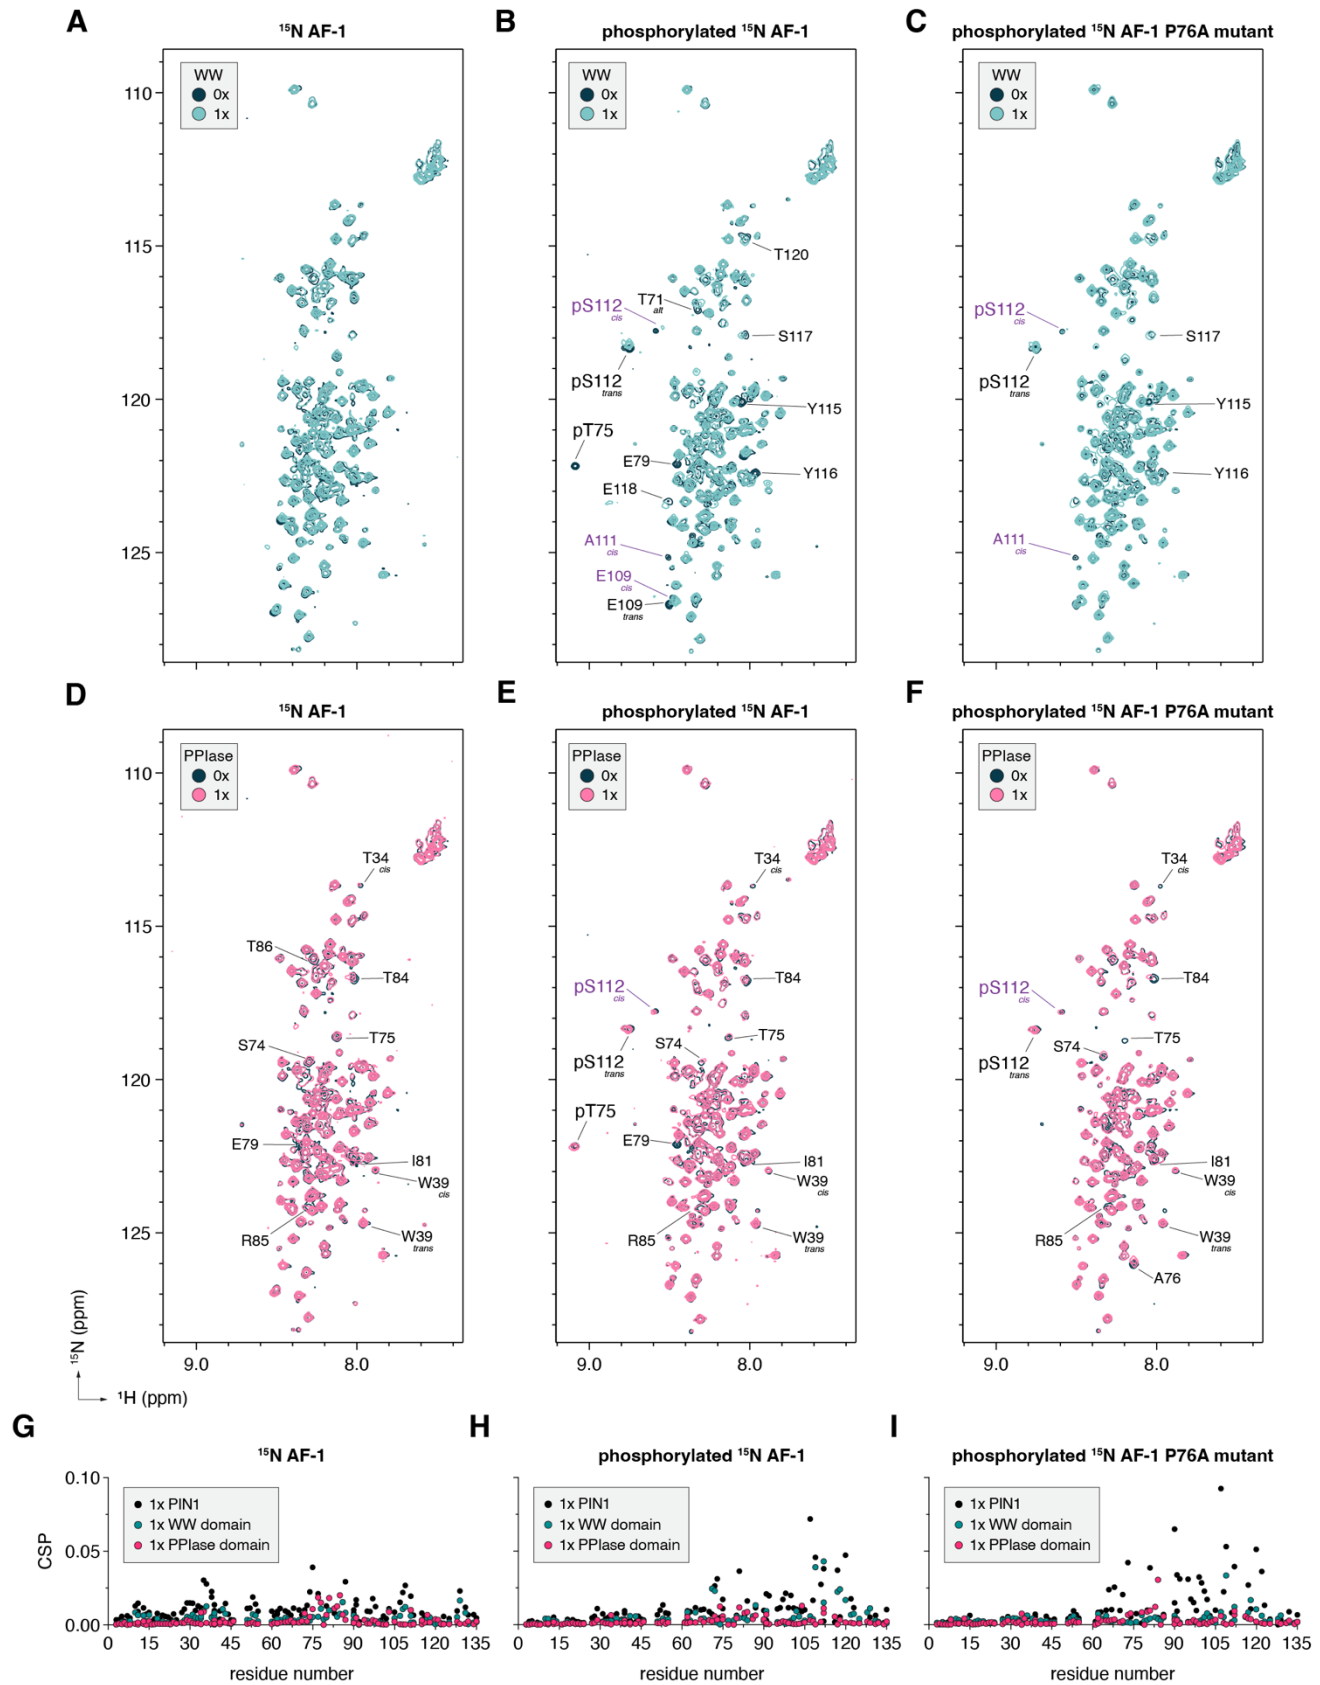 A
¹⁵N AF-1
WW
0x
1x
110
115
120
125
B
phosphorylated ¹⁵N AF-1
WW
0x
1x
T120
pS112
cis
T71
alt
S117
pS112
trans
Y115
pT75
E79
Y116
E118
A111
cis
E109
cis
E109
trans
C
phosphorylated ¹⁵N AF-1 P76A mutant
WW
0x
1x
pS112
cis
S117
pS112
trans
Y115
Y116
A111
cis
D
¹⁵N AF-1
PPIase
0x
1x
110
115
120
125
T34
cis
T86
T84
T75
S74
E79
I81
W39
cis
R85
W39
trans
9.0
8.0
¹⁵N (ppm)
¹H (ppm)
E
phosphorylated ¹⁵N AF-1
PPIase
0x
1x
T34
cis
pS112
cis
T84
pS112
trans
S74
T75
pT75
E79
I81
W39
cis
R85
W39
trans
9.0
8.0
F
phosphorylated ¹⁵N AF-1 P76A mutant
PPIase
0x
1x
T34
cis
pS112
cis
T84
pS112
trans
S74
T75
I81
W39
cis
R85
W39
trans
A76
9.0
8.0
G
¹⁵N AF-1
CSP
0.10
0.05
0.00
1x PIN1
1x WW domain
1x PPIase domain
0 15 30 45 60 75 90 105 120 135
residue number
H
phosphorylated ¹⁵N AF-1
1x PIN1
1x WW domain
1x PPIase domain
0 15 30 45 60 75 90 105 120 135
residue number
I
phosphorylated ¹⁵N AF-1 P76A mutant
1x PIN1
1x WW domain
1x PPIase domain
0 15 30 45 60 75 90 105 120 135
residue number